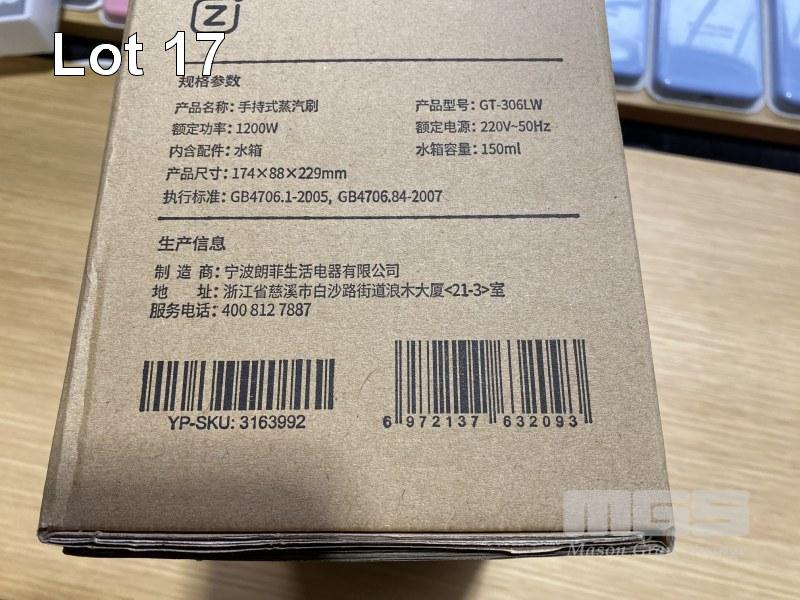 Lot 17
规格参数
产品名称：手持式蒸汽刷 产品型号：GT-306LW
额定功率：1200W 额定电源：220V~50Hz
内含配件：水箱 水箱容量：150ml
产品尺寸：174×88×229mm
执行标准：GB4706.1-2005, GB4706.84-2007
生产信息
制 造 商：宁波朗菲生活电器有限公司
地 址：浙江省慈溪市白沙路街道浪木大厦<21-3>室
服务电话：400 812 7887
YP-SKU: 3163992
6 972137 632093
MGS